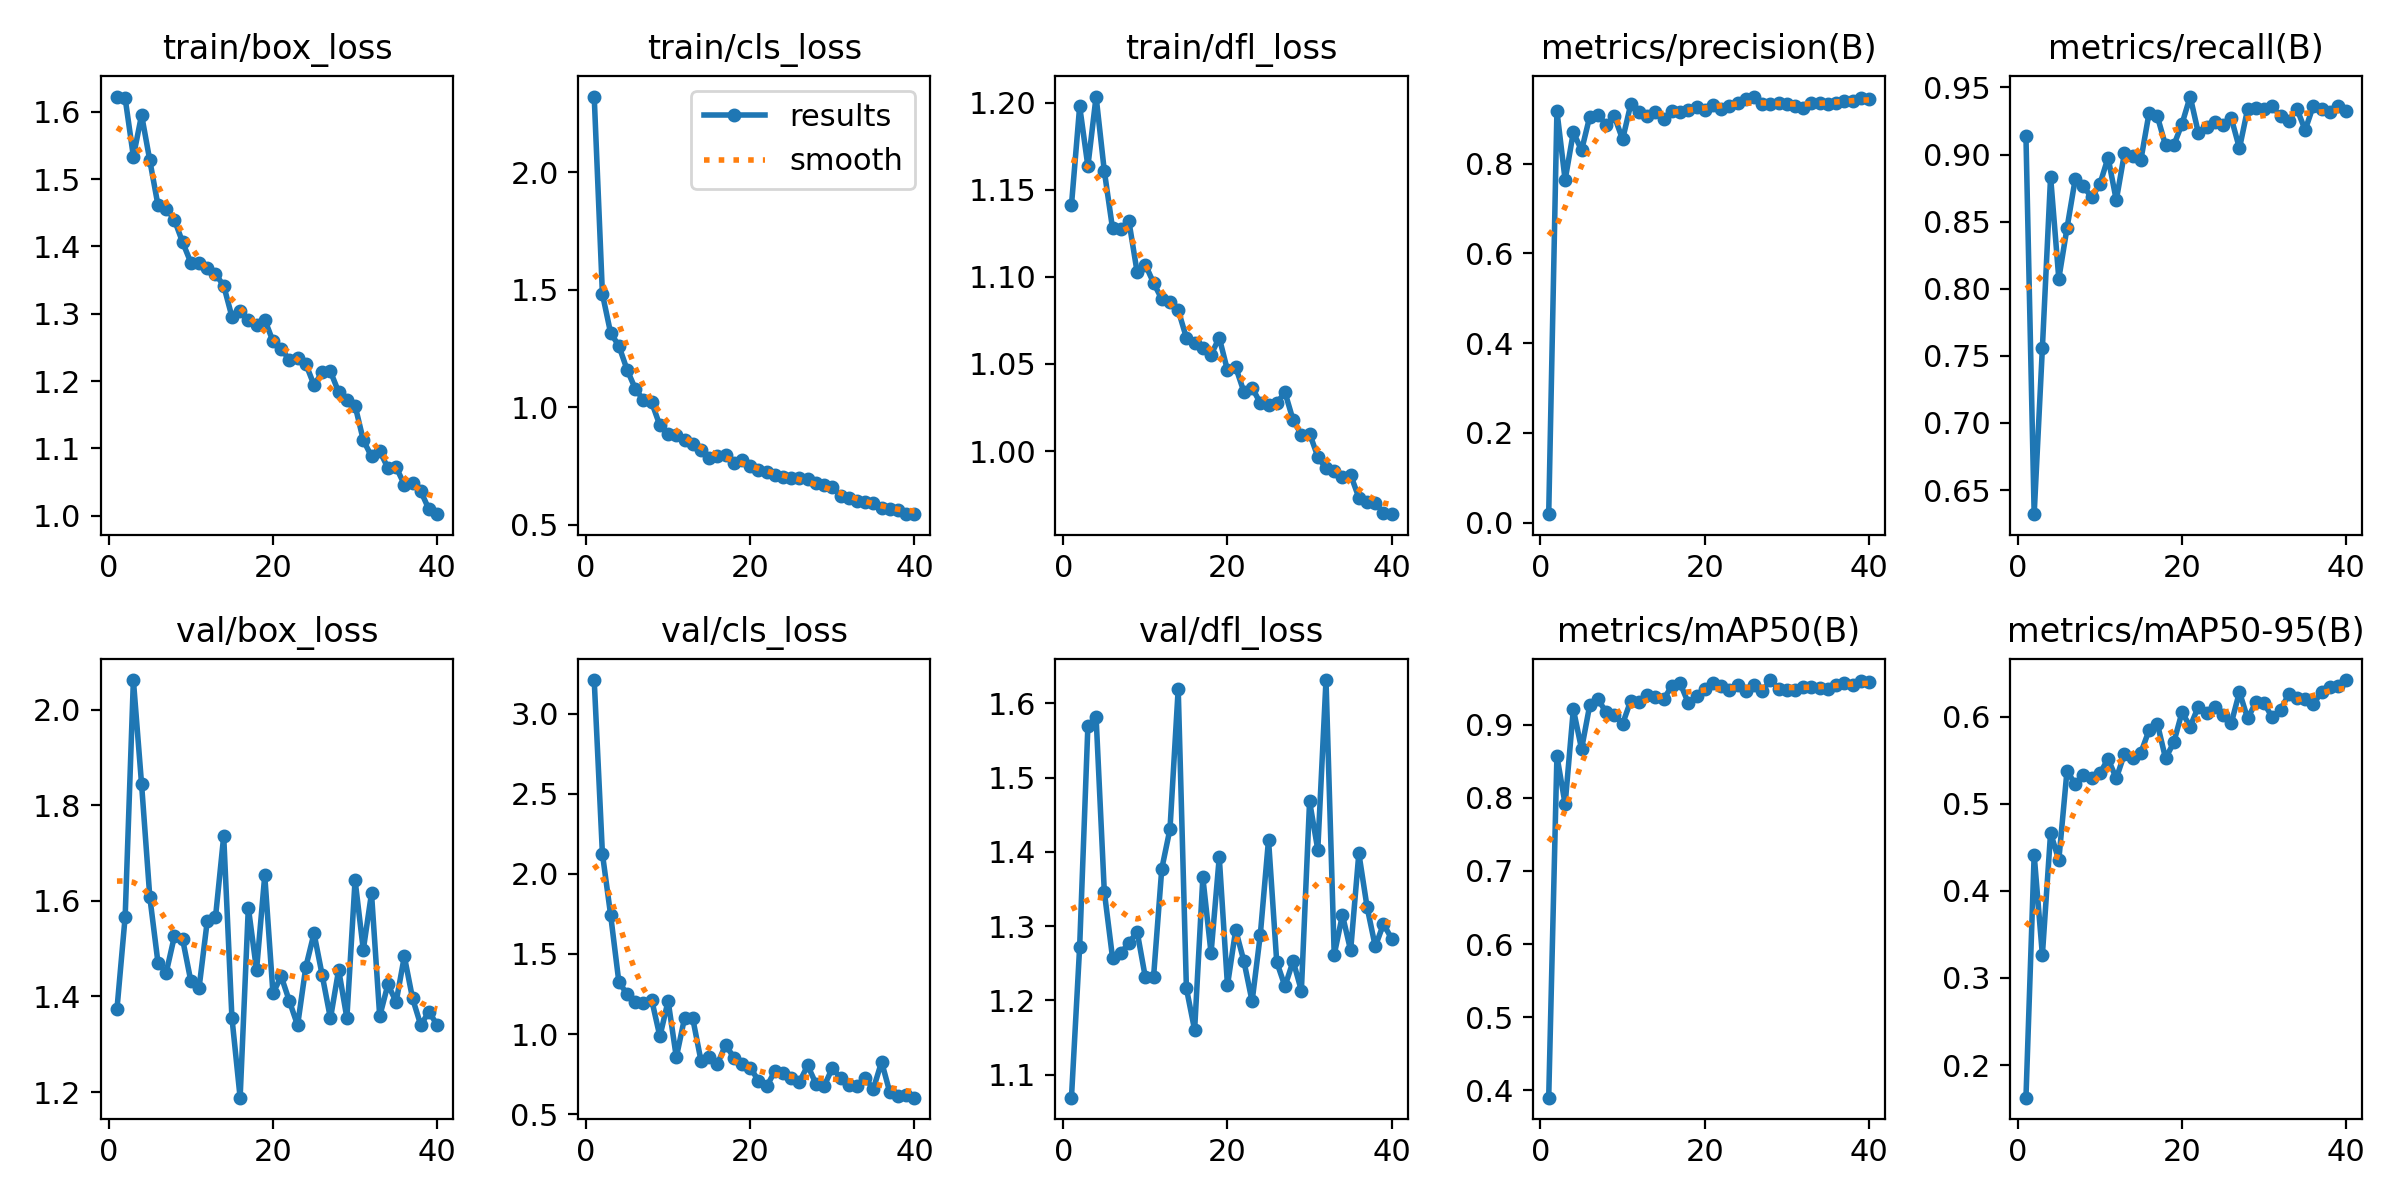 train/box_loss
1.6
1.5
1.4
1.3
1.2
1.1
1.0
0 20 40
train/cls_loss
results
smooth
2.0
1.5
1.0
0.5
0 20 40
train/dfl_loss
1.20
1.15
1.10
1.05
1.00
0 20 40
metrics/precision(B)
0.8
0.6
0.4
0.2
0.0
0 20 40
metrics/recall(B)
0.95
0.90
0.85
0.80
0.75
0.70
0.65
0 20 40
val/box_loss
2.0
1.8
1.6
1.4
1.2
0 20 40
val/cls_loss
3.0
2.5
2.0
1.5
1.0
0.5
0 20 40
val/dfl_loss
1.6
1.5
1.4
1.3
1.2
1.1
0 20 40
metrics/mAP50(B)
0.9
0.8
0.7
0.6
0.5
0.4
0 20 40
metrics/mAP50-95(B)
0.6
0.5
0.4
0.3
0.2
0 20 40